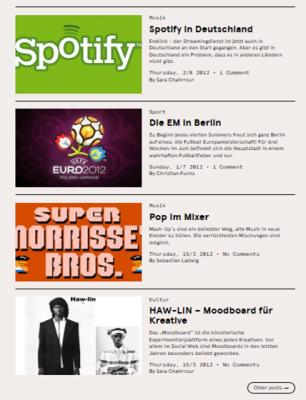 Spotify
Musik
Spotify in Deutschland
Endlich – der Streamingdienst ist jetzt auch in
Deutschland an den Start gegangen. Aber es gibt in
Deutschland ein Problem, dass es in anderen Ländern
nicht gibt.
Thursday, 2/8 2012 • 1 Comment
By Sara Chahrrour
UEFA
EURO2012
POLAND-UKRAINE
Sport
Die EM in Berlin
Zu Beginn jedes vierten Sommers freut sich ganz Berlin
auf eines: die Fußball Europameisterschaft! Für drei
Wochen im Juni befindet sich die Hauptstadt in einem
wahrhaften Fußballfieber und nur
Sunday, 1/7 2012 • 1 Comment
By Christian Fuchs
SUPER
MORRISSEY
BROS.
Musik
Pop im Mixer
Mash-Up's sind ein beliebter Weg, alte Musik in neue
Kleider zu hüllen. Die verrücktesten Mischungen sind
möglich.
Thursday, 15/3 2012 • No Comments
By Sebastian Ladwig
Haw-lin
Kultur
HAW-LIN – Moodboard für
Kreative
Das „Moodboard" ist die künstlerische
Experimentierplattform eines jeden Kreativen. Vor
allem im Social Web sind Moodboards in den letzten
Jahren besonders beliebt geworden.
Thursday, 15/3 2012 • No Comments
By Sara Chahrrour
Older posts →